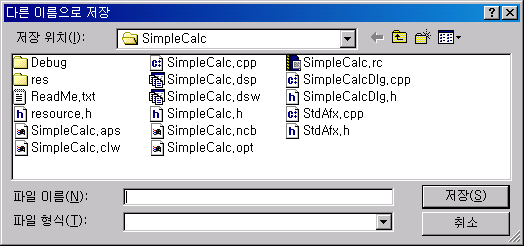 다른 이름으로 저장
저장 위치(I): SimpleCalc
Debug
res
ReadMe.txt
resource.h
SimpleCalc.aps
SimpleCalc.clw
SimpleCalc.cpp
SimpleCalc.dsp
SimpleCalc.dsw
SimpleCalc.h
SimpleCalc.ncb
SimpleCalc.opt
SimpleCalc.rc
SimpleCalcDlg.cpp
SimpleCalcDlg.h
StdAfx.cpp
StdAfx.h
파일 이름(N):
저장(S)
파일 형식(T):
취소